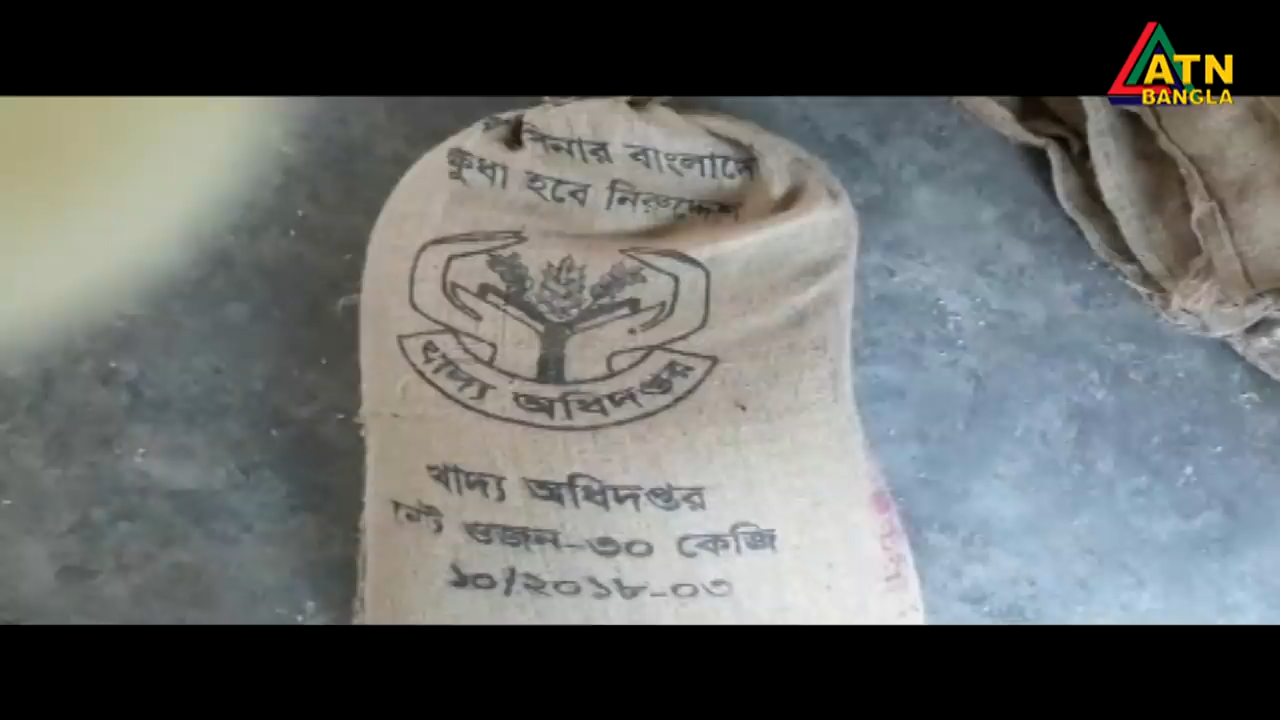 ATN
BANGLA
ক্ষুধা হবে নিরুদ্দেশ
খাদ্য অধিদপ্তর
খাদ্য অধিদপ্তর
ওজন-৩০ কেজি
১০/২০১৮-০৩